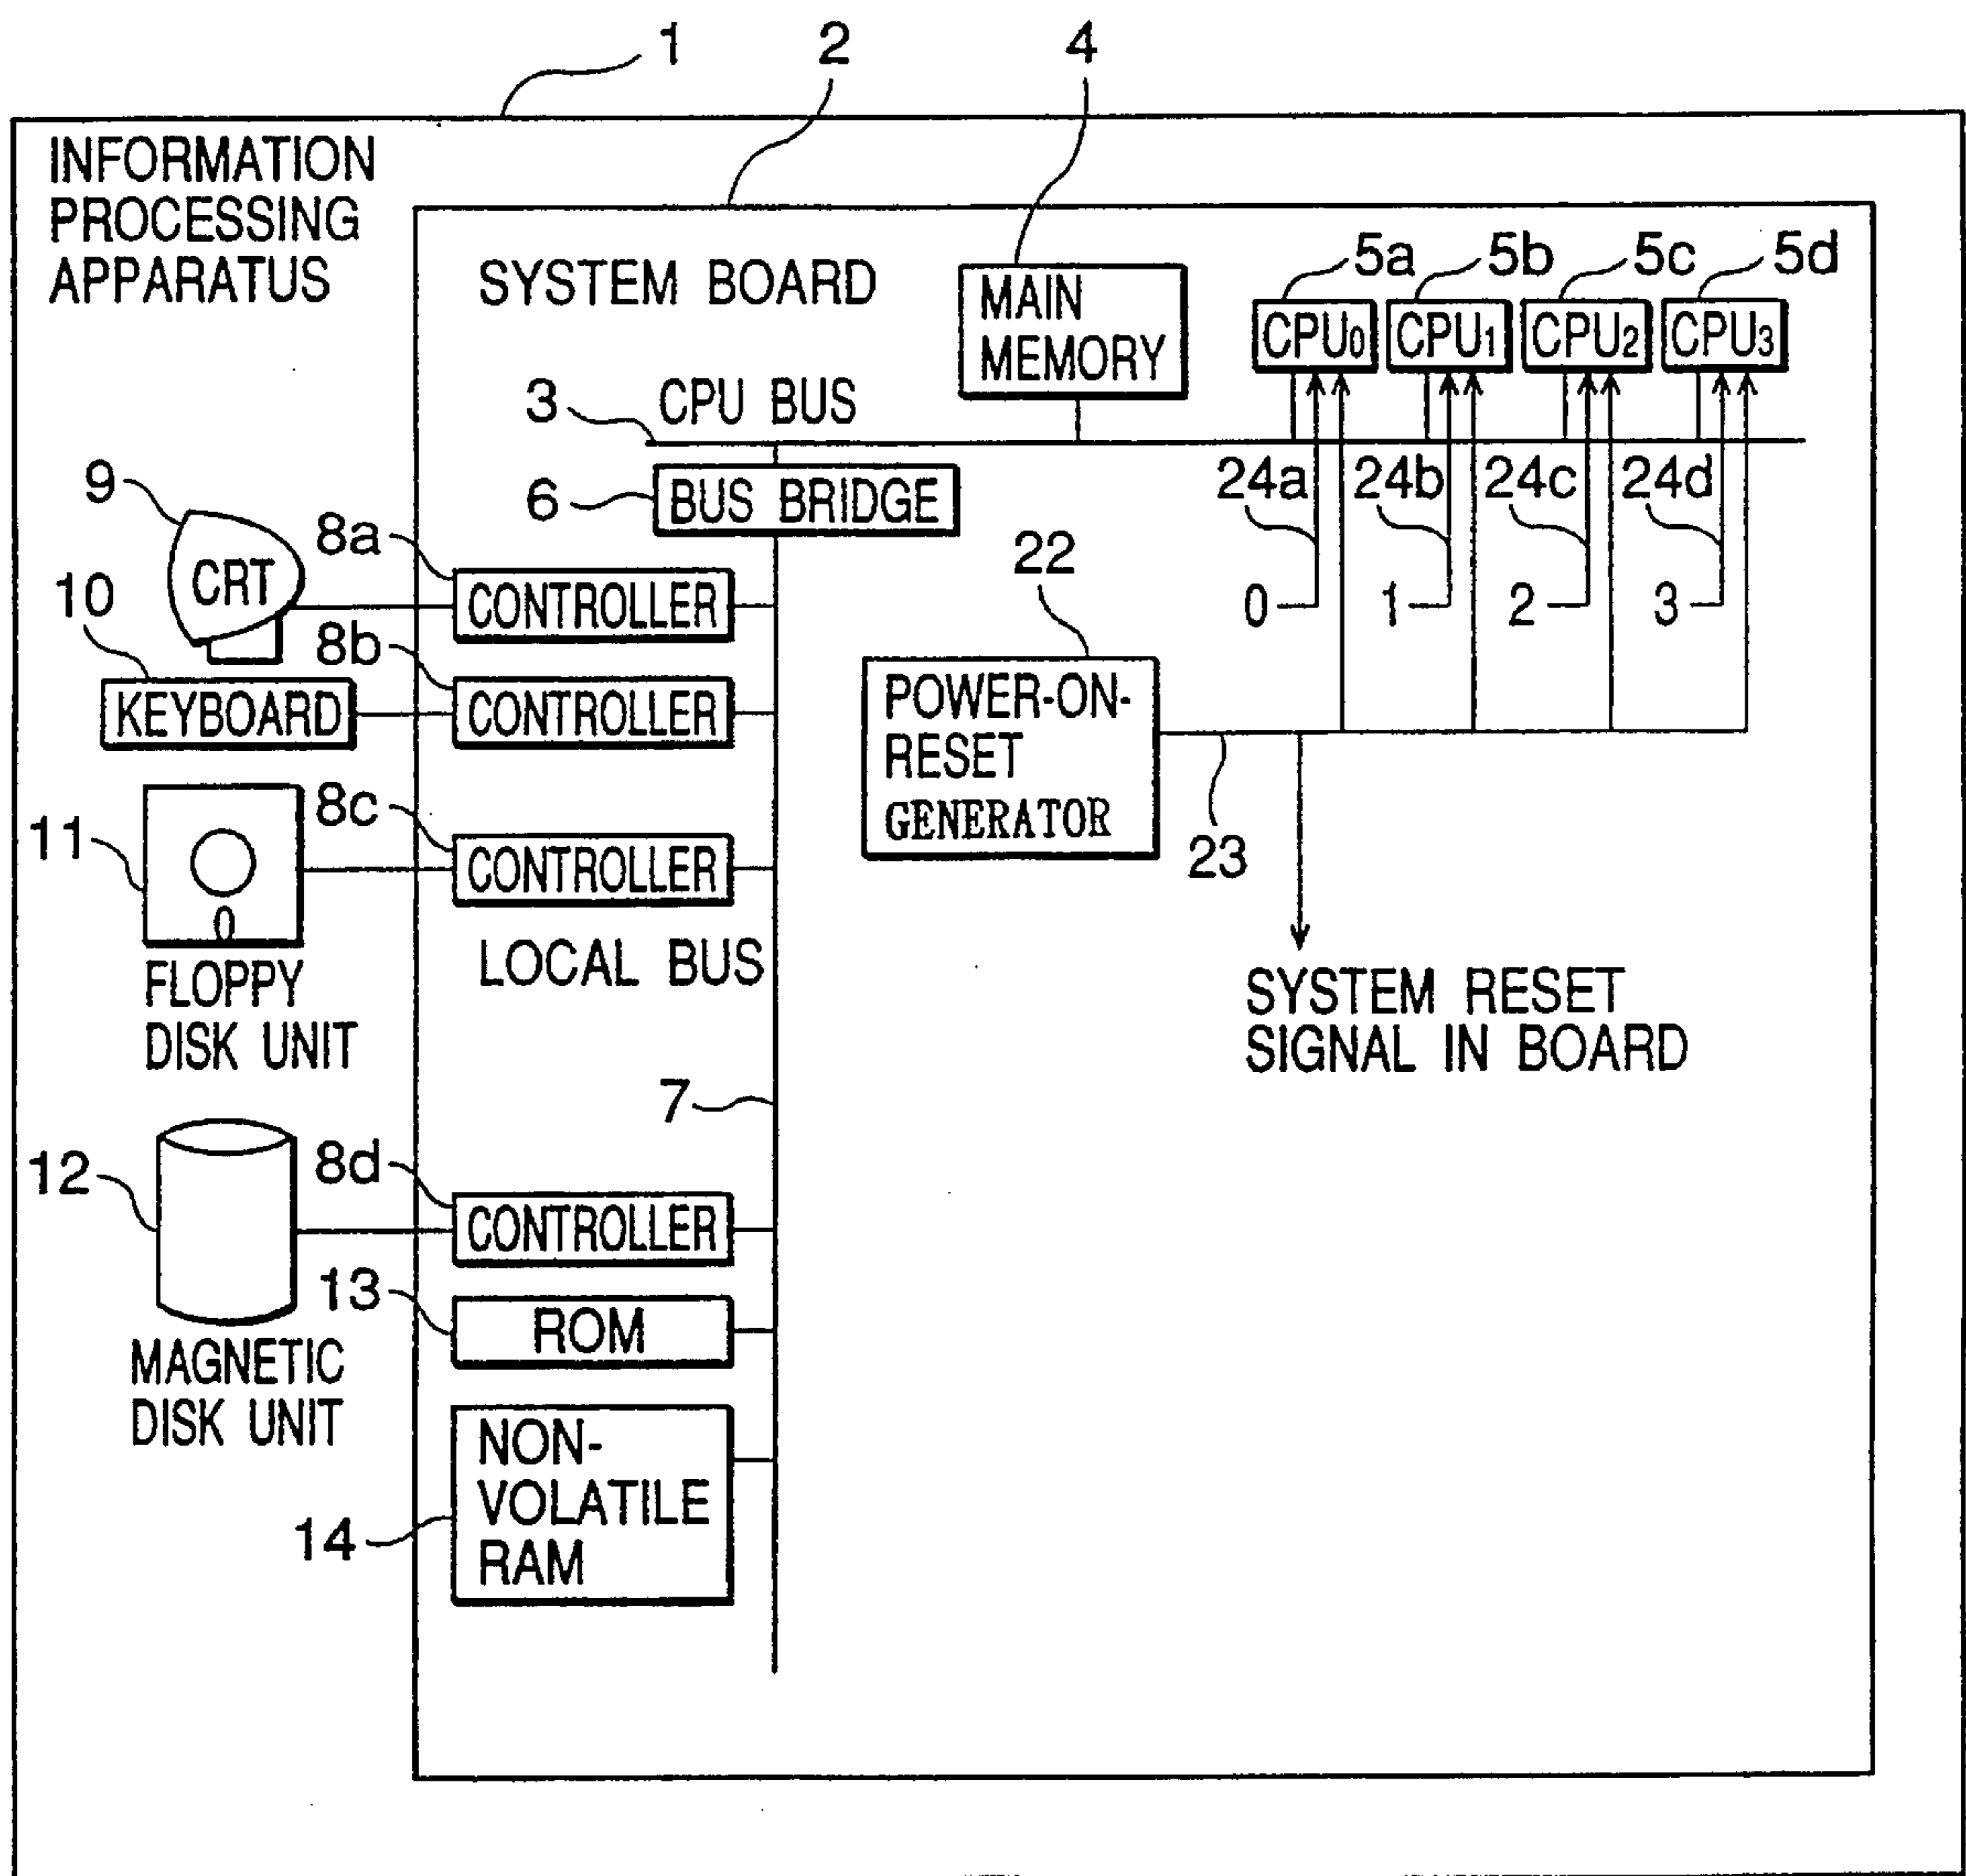 1
2
4
INFORMATION
PROCESSING
APPARATUS
SYSTEM BOARD
MAIN
MEMORY
5a
5b
5c
5d
CPU0
CPU1
CPU2
CPU3
3
CPU BUS
6
BUS BRIDGE
24a
24b
24c
24d
0
1
2
3
9
CRT
8a
CONTROLLER
10
KEYBOARD
8b
CONTROLLER
22
POWER-ON-
RESET
GENERATOR
23
11
8c
CONTROLLER
FLOPPY
DISK UNIT
LOCAL BUS
SYSTEM RESET
SIGNAL IN BOARD
7
12
8d
CONTROLLER
MAGNETIC
DISK UNIT
13
ROM
14
NON-
VOLATILE
RAM